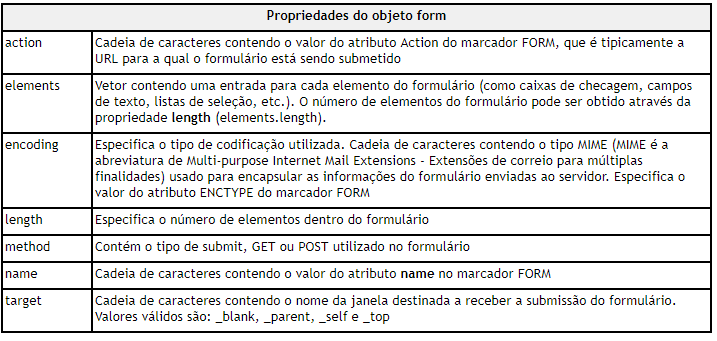 Propriedades do objeto form
action
Cadeia de caracteres contendo o valor do atributo Action do marcador FORM, que é tipicamente a
URL para a qual o formulário está sendo submetido
elements
Vetor contendo uma entrada para cada elemento do formulário (como caixas de checagem, campos
de texto, listas de seleção, etc.). O número de elementos do formulário pode ser obtido através da
propriedade length (elements.length).
encoding
Especifica o tipo de codificação utilizada. Cadeia de caracteres contendo o tipo MIME (MIME é a
abreviatura de Multi-purpose Internet Mail Extensions - Extensões de correio para múltiplas
finalidades) usado para encapsular as informações do formulário enviadas ao servidor. Especifica o
valor do atributo ENCTYPE do marcador FORM
length
Especifica o número de elementos dentro do formulário
method
Contém o tipo de submit, GET ou POST utilizado no formulário
name
Cadeia de caracteres contendo o valor do atributo name no marcador FORM
target
Cadeia de caracteres contendo o nome da janela destinada a receber a submissão do formulário.
Valores válidos são: _blank, _parent, _self e _top